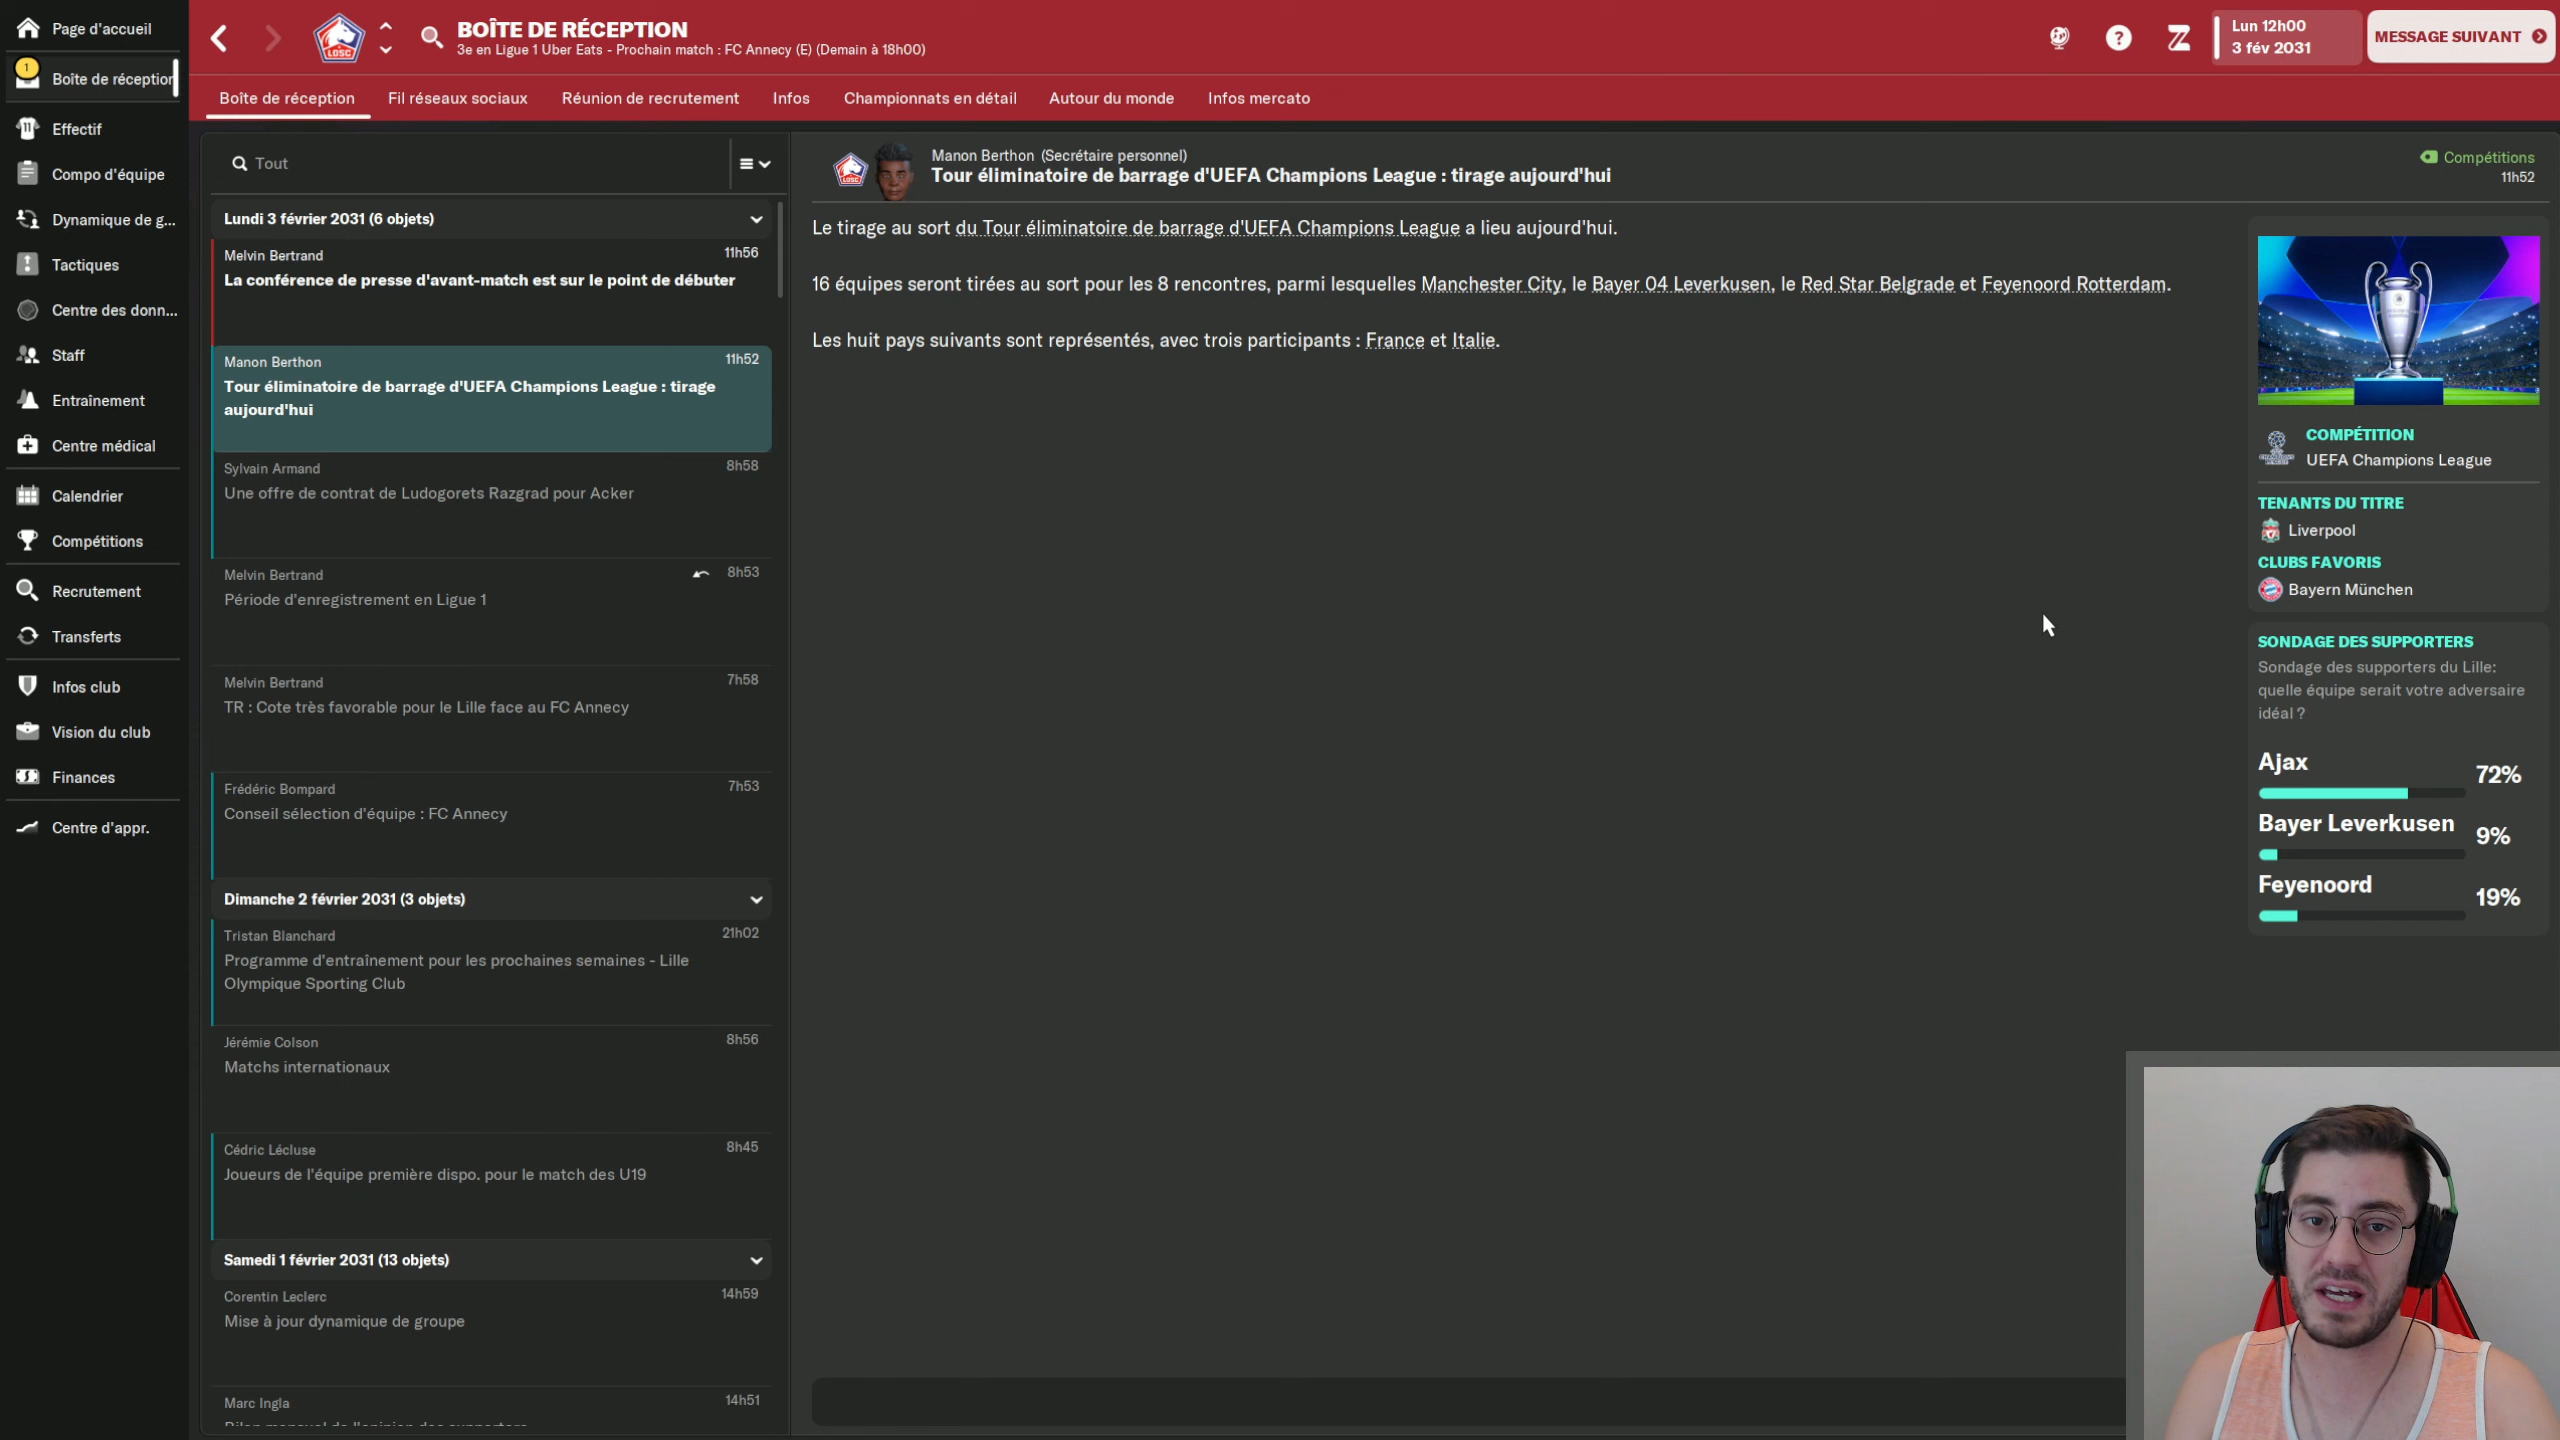 Page d'accueil
1
Boîte de réception
Effectif
Compo d'équipe
Dynamique de g...
Tactiques
Centre des donn...
Staff
Entraînement
Centre médical
Calendrier
Compétitions
Recrutement
Transferts
Infos club
Vision du club
Finances
Centre d'appr.
LOSC
BOÎTE DE RÉCEPTION
3e en Ligue 1 Uber Eats - Prochain match : FC Annecy (E) (Demain à 18h00)
Lun 12h00
3 fév 2031
MESSAGE SUIVANT
Boîte de réception
Fil réseaux sociaux
Réunion de recrutement
Infos
Championnats en détail
Autour du monde
Infos mercato
Tout
Lundi 3 février 2031 (6 objets)
Melvin Bertrand
11h56
La conférence de presse d'avant-match est sur le point de débuter
Manon Berthon
11h52
Tour éliminatoire de barrage d'UEFA Champions League : tirage
aujourd'hui
Sylvain Armand
8h58
Une offre de contrat de Ludogorets Razgrad pour Acker
Melvin Bertrand
8h53
Période d'enregistrement en Ligue 1
Melvin Bertrand
7h58
TR : Cote très favorable pour le Lille face au FC Annecy
Frédéric Bompard
7h53
Conseil sélection d'équipe : FC Annecy
Dimanche 2 février 2031 (3 objets)
Tristan Blanchard
21h02
Programme d'entraînement pour les prochaines semaines - Lille
Olympique Sporting Club
Jérémie Colson
8h56
Matchs internationaux
Cédric Lécluse
8h45
Joueurs de l'équipe première dispo. pour le match des U19
Samedi 1 février 2031 (13 objets)
Corentin Leclerc
14h59
Mise à jour dynamique de groupe
Marc Ingla
14h51
Bilan mensuel de l'opinion des supporters
LOSC
Manon Berthon (Secrétaire personnel)
Tour éliminatoire de barrage d'UEFA Champions League : tirage aujourd'hui
Compétitions
11h52
Le tirage au sort du Tour éliminatoire de barrage d'UEFA Champions League a lieu aujourd'hui.
16 équipes seront tirées au sort pour les 8 rencontres, parmi lesquelles Manchester City, le Bayer 04 Leverkusen, le Red Star Belgrade et Feyenoord Rotterdam.
Les huit pays suivants sont représentés, avec trois participants : France et Italie.
COMPÉTITION
UEFA Champions League
TENANTS DU TITRE
Liverpool
CLUBS FAVORIS
Bayern München
SONDAGE DES SUPPORTERS
Sondage des supporters du Lille:
quelle équipe serait votre adversaire
idéal ?
Ajax
72%
Bayer Leverkusen
9%
Feyenoord
19%